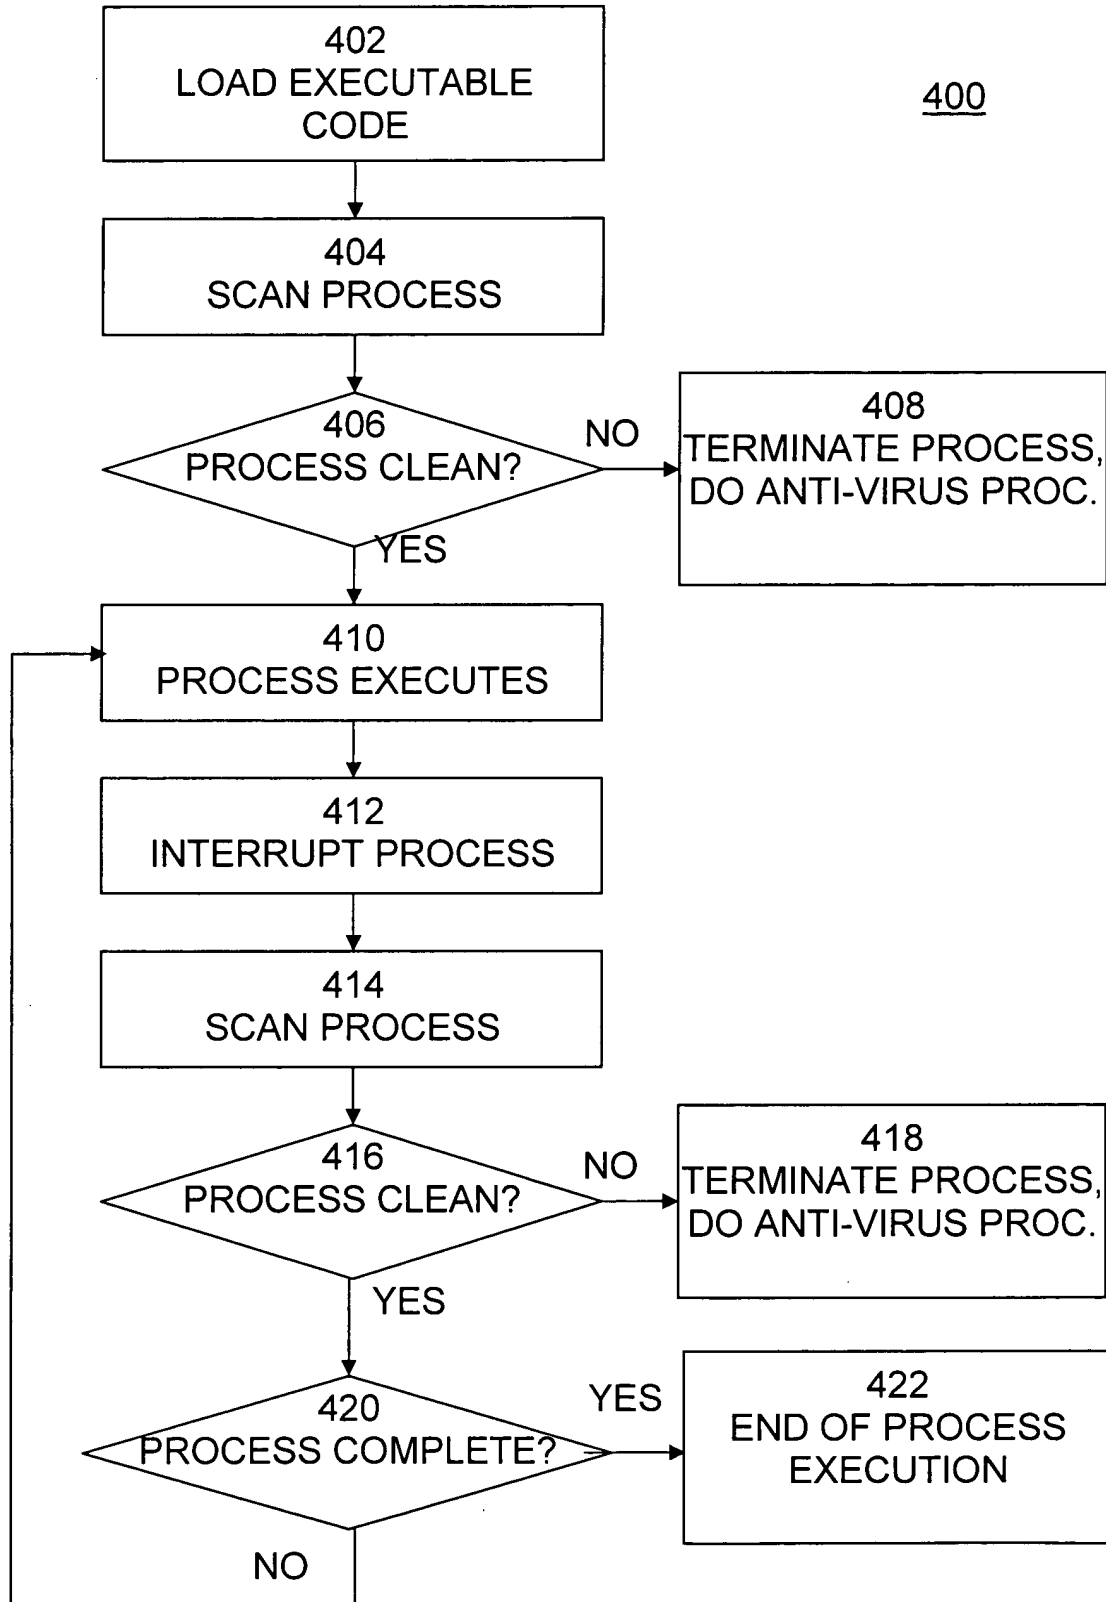 402
LOAD EXECUTABLE
CODE
400
404
SCAN PROCESS
406
PROCESS CLEAN?
NO
408
TERMINATE PROCESS,
DO ANTI-VIRUS PROC.
YES
410
PROCESS EXECUTES
412
INTERRUPT PROCESS
414
SCAN PROCESS
416
PROCESS CLEAN?
NO
418
TERMINATE PROCESS,
DO ANTI-VIRUS PROC.
YES
420
PROCESS COMPLETE?
YES
422
END OF PROCESS
EXECUTION
NO